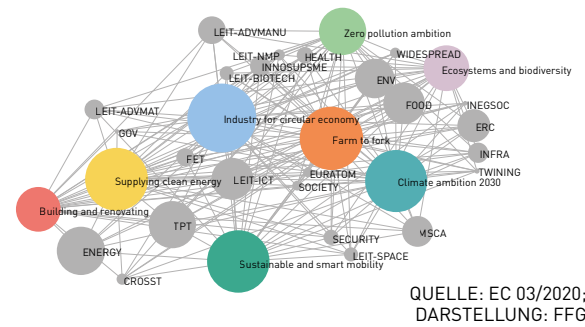 LEIT-ADVMANU
Zero pollution ambition
LEIT-NMP
HEALTH
WIDESPREAD
INNOSUPSME
Ecosystems and biodiversity
LEIT-BIOTECH
ENV
LEIT-ADVMAT
FOOD
INEGSOC
Industry for circular economy
ERC
GOV
Farm to fork
FET
INFRA
EURATOM
TWINING
Supplying clean energy
LEIT-ICT
Climate ambition 2030
SOCIETY
Building and renovating
TPT
MSCA
SECURITY
ENERGY
LEIT-SPACE
Sustainable and smart mobility
CROSST
QUELLE: EC 03/2020;
DARSTELLUNG: FFG